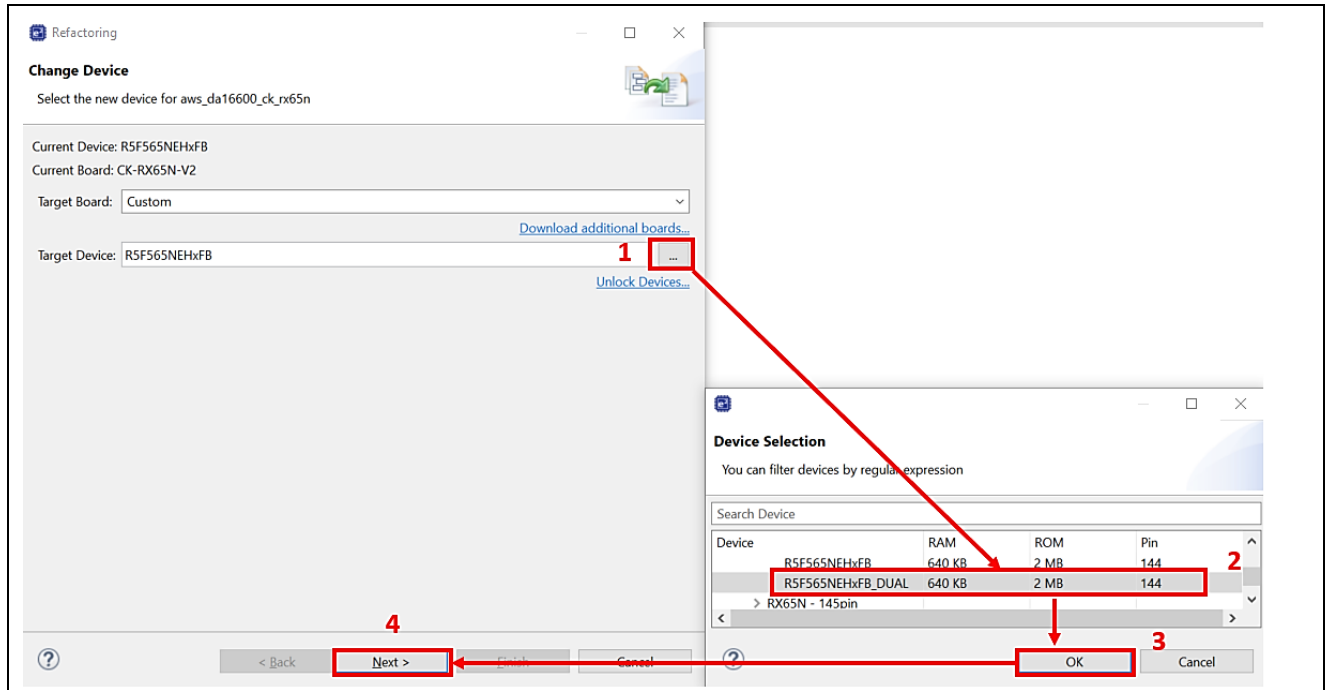 Refactoring
Change Device
Select the new device for aws_da16600_ck_rx65n
Current Device: R5F565NEHxFB
Current Board: CK-RX65N-V2
Target Board: Custom
Download additional boards...
Target Device: R5F565NEHxFB
1
...
Unlock Devices...
Device Selection
You can filter devices by regular expression
Search Device
Device RAM ROM Pin
R5F565NEHxFB 640 KB 2 MB 144
2
R5F565NEHxFB_DUAL 640 KB 2 MB 144
> RX65N - 145pin
3
OK Cancel
4
< Back Next > Finish Cancel